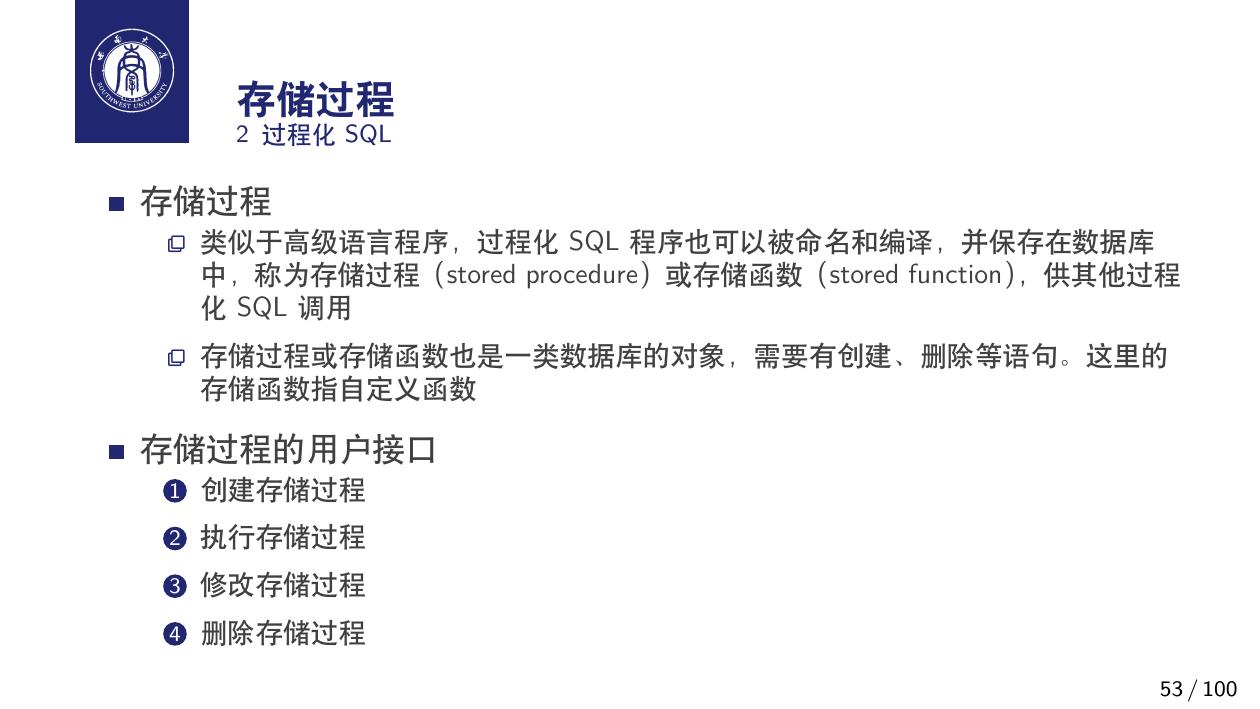 西南大学
SOUTHWEST UNIVERSITY
存储过程
2 过程化 SQL
存储过程
类似于高级语言程序，过程化 SQL 程序也可以被命名和编译，并保存在数据库
中，称为存储过程（stored procedure）或存储函数（stored function），供其他过程
化 SQL 调用
存储过程或存储函数也是一类数据库的对象，需要有创建、删除等语句。这里的
存储函数指自定义函数
存储过程的用户接口
1 创建存储过程
2 执行存储过程
3 修改存储过程
4 删除存储过程
53 / 100